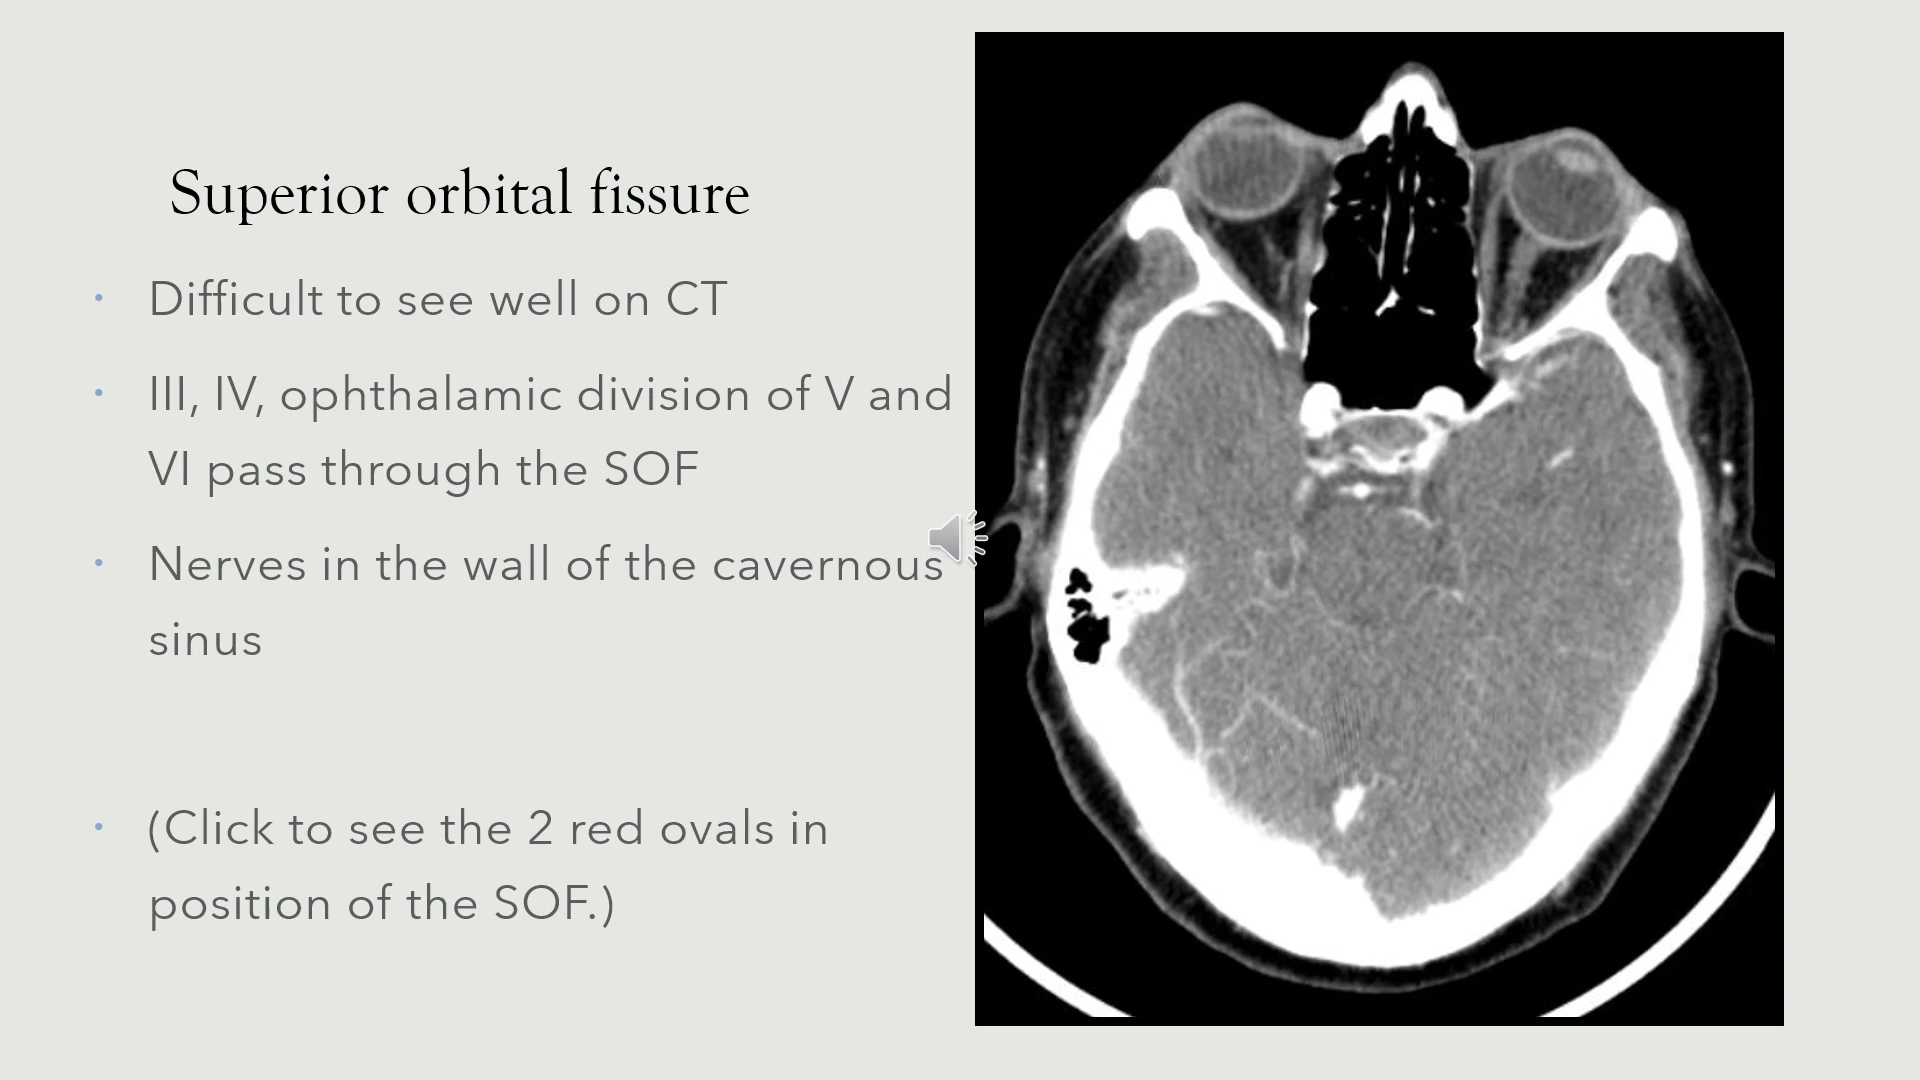 Superior orbital fissure
• Difficult to see well on CT
• III, IV, ophthalamic division of V and
VI pass through the SOF
• Nerves in the wall of the cavernous
sinus
• (Click to see the 2 red ovals in
position of the SOF.)